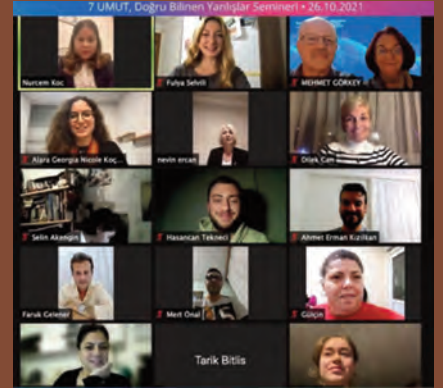 7 UMUT, Doğru Bilinen Yanlışlar Semineri • 26.10.2021
Nurcem Koc
Fulya Selvili
MEHMET GÖRKEY
Alara Georgia Nicole Koç...
nevin ercan
Dilek Can
Selin Akengin
Hasancan Tekneci
Ahmet Erman Kızılkan
Faruk Gelener
Mert Önal
Gülçin
Tarik Bitlis